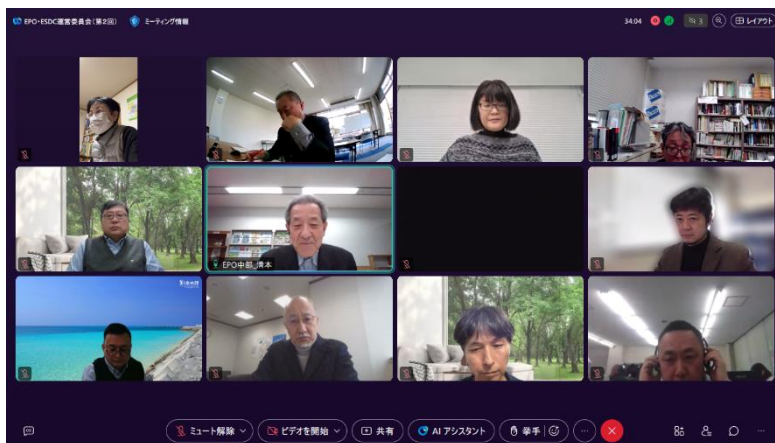 EPO・ESDC運営委員会(第2回) ミーティング情報
34:04 3 レイアウト
EPO中部_清本
ミュート解除 ビデオを開始 共有 AI アシスタント 挙手